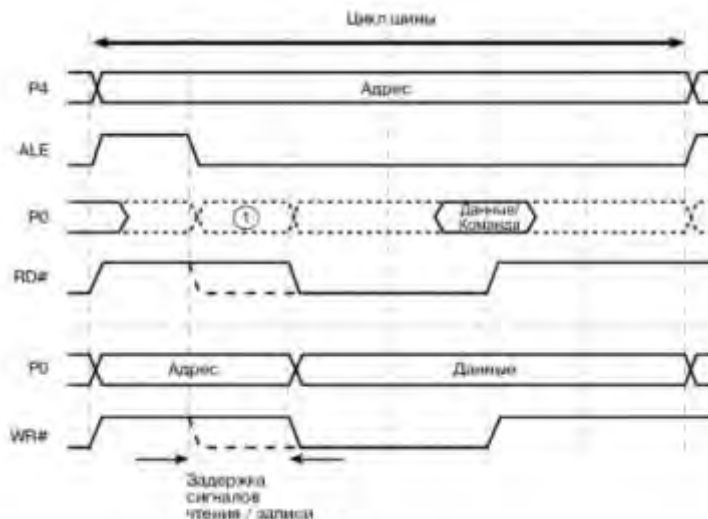 Цикл шины
P4
Адрес
ALE
P0
1
Данные/
Команда
RD#
P0
Адрес
Данные
WR#
Задержка
сигналов
чтения / записи